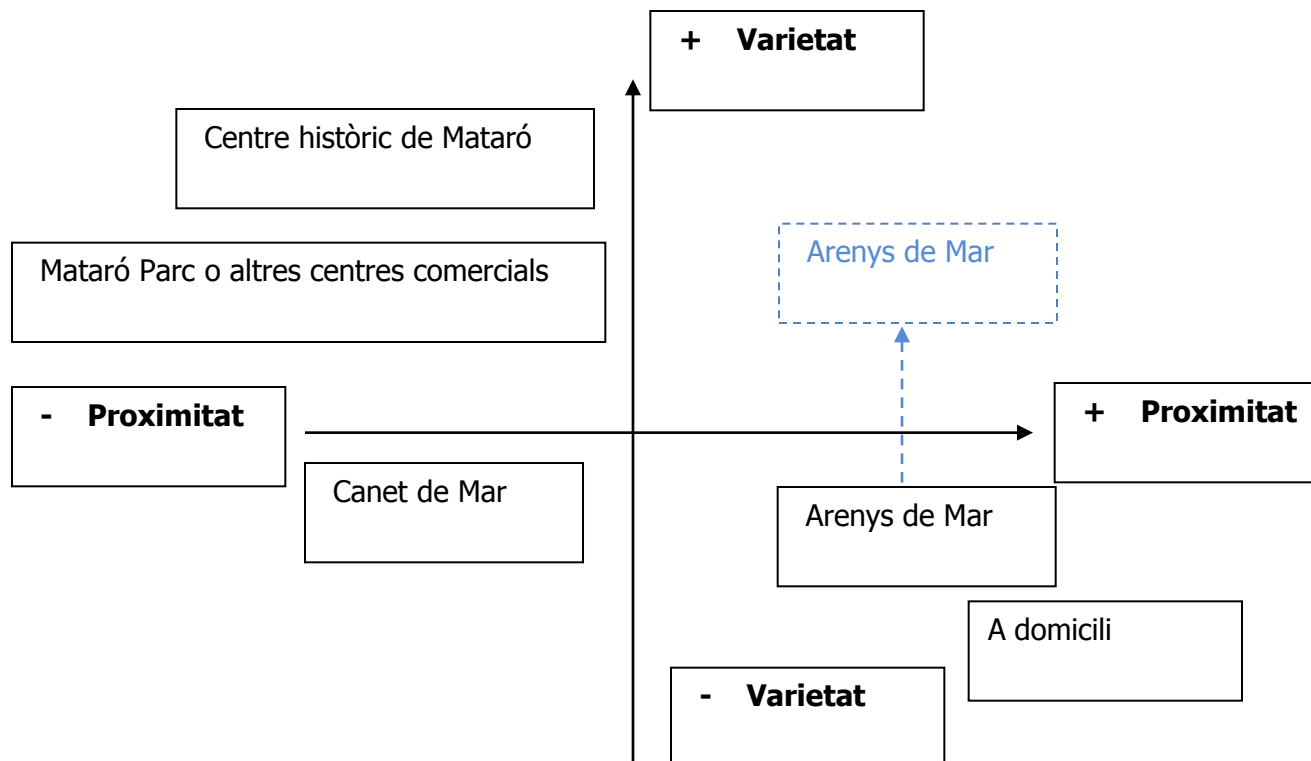 + Varietat
Centre històric de Mataró
Arenys de Mar
Mataró Parc o altres centres comercials
- Proximitat
+ Proximitat
Canet de Mar
Arenys de Mar
A domicili
- Varietat